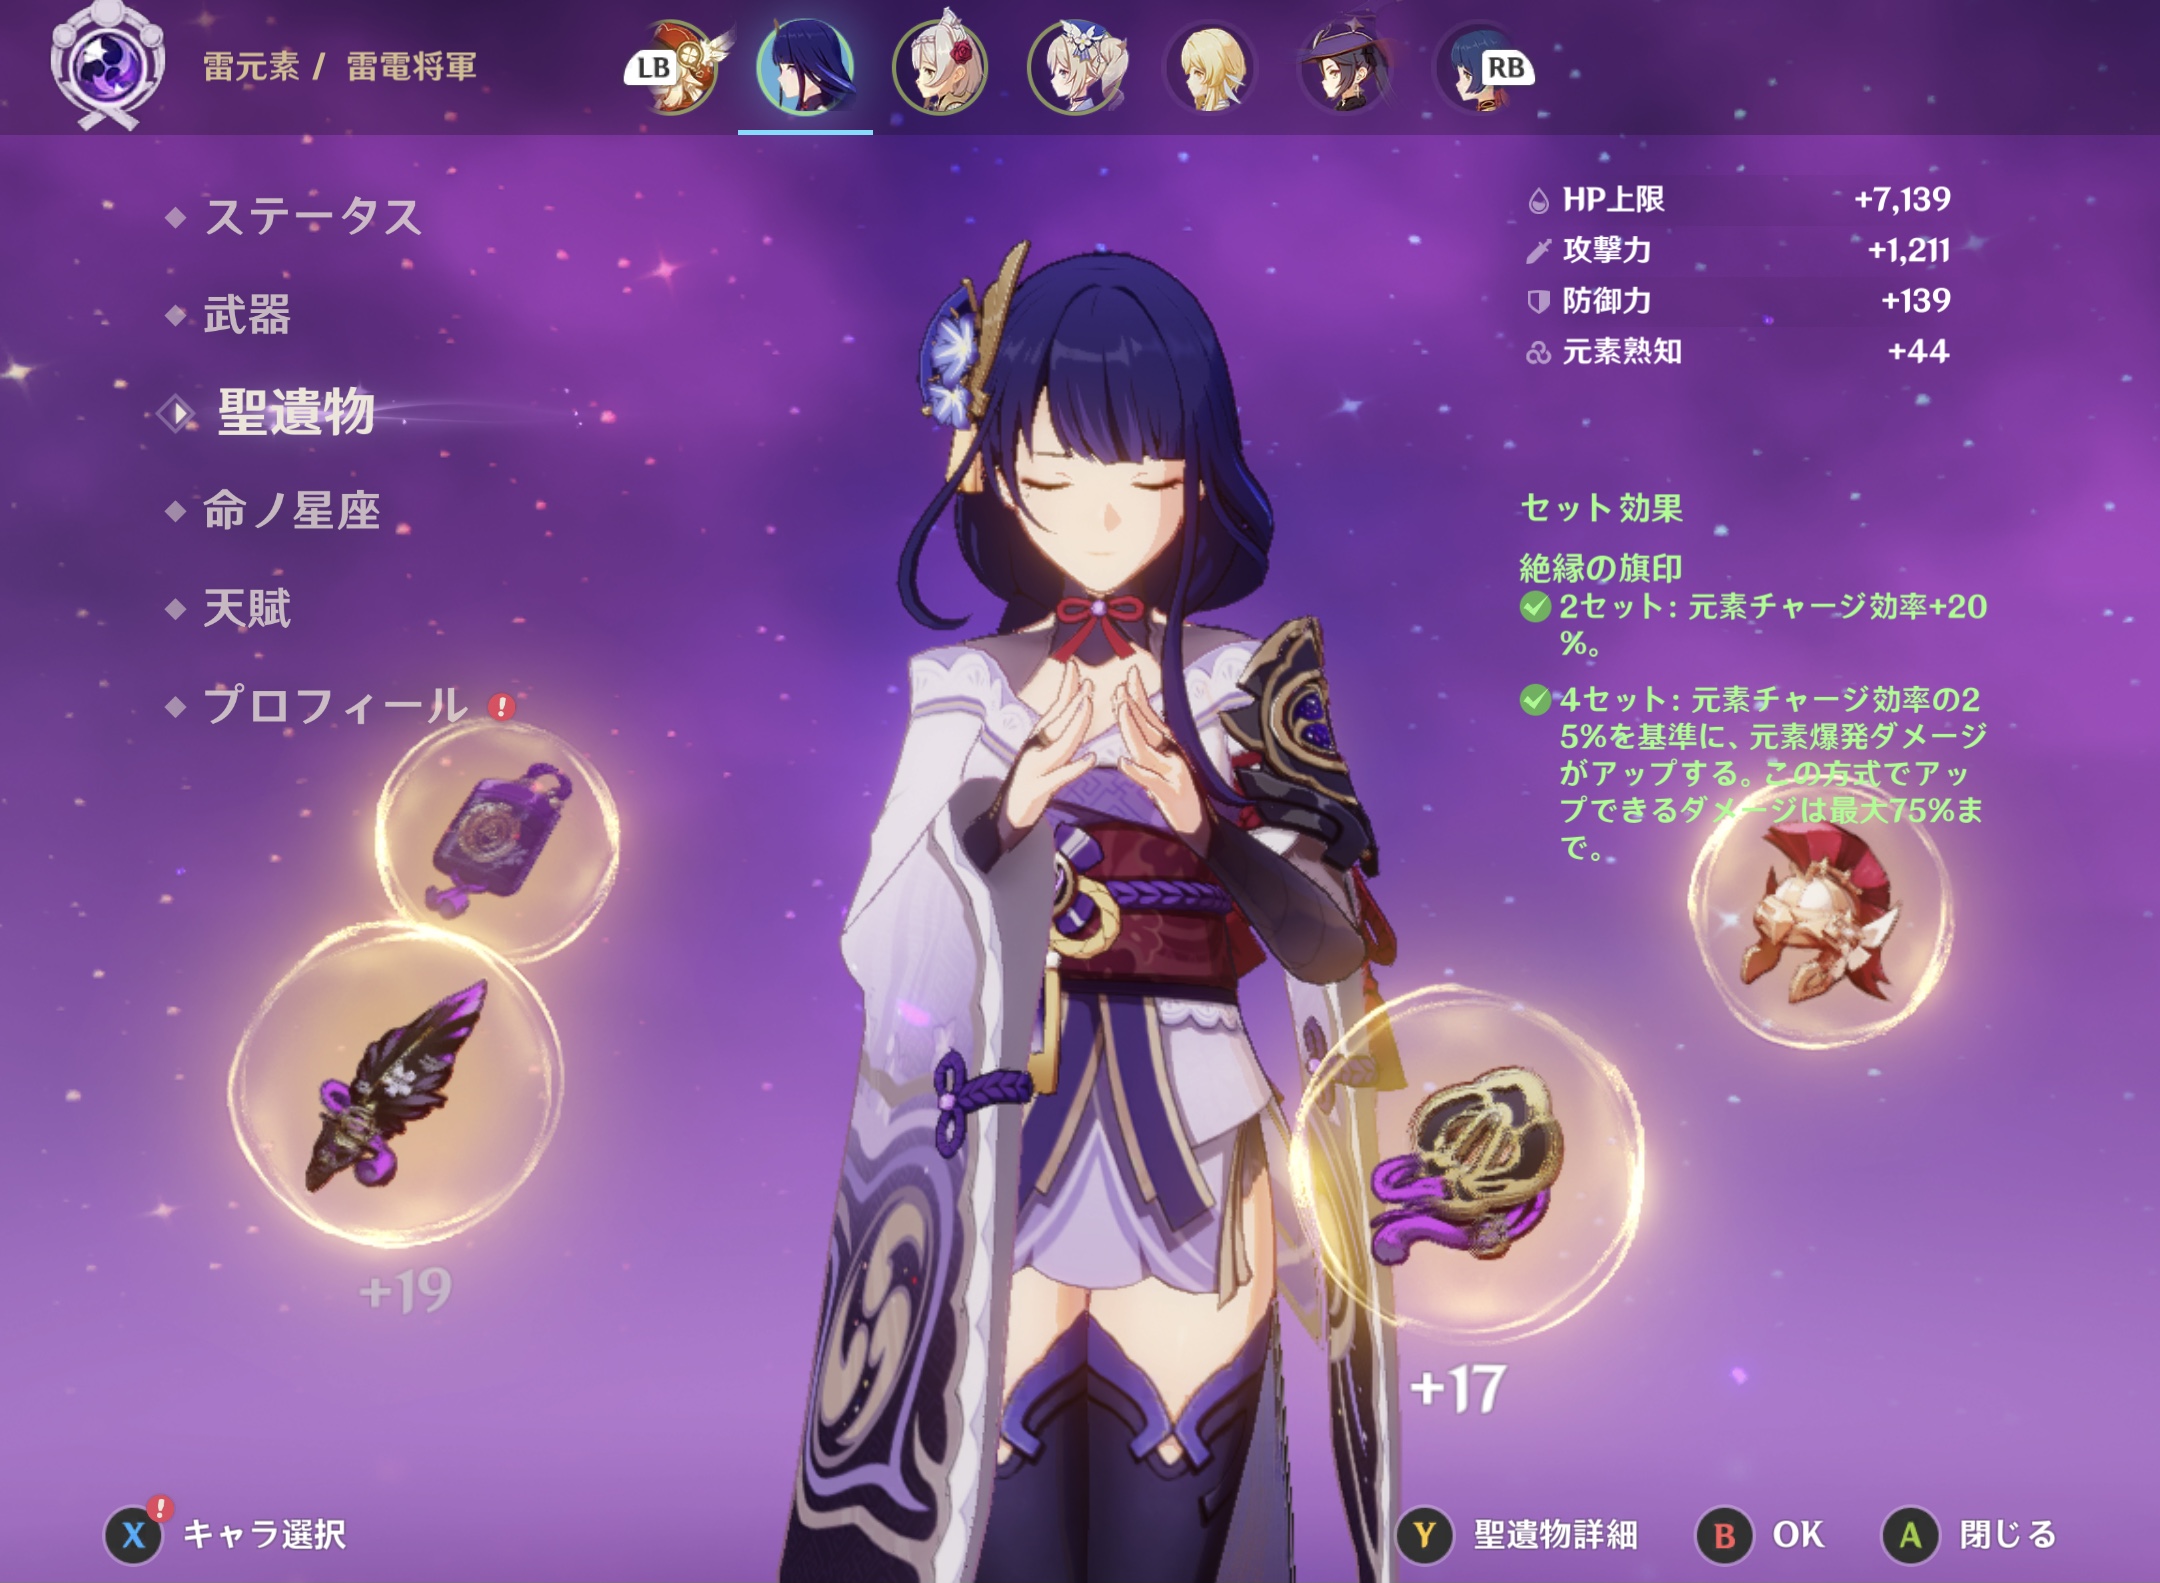 雷元素 / 雷電将軍
LB
RB
ステータス
武器
聖遺物
命ノ星座
天賦
プロフィール
HP上限 +7,139
攻撃力 +1,211
防御力 +139
元素熟知 +44
セット効果
絶縁の旗印
2セット: 元素チャージ効率+20
%。
4セット: 元素チャージ効率の2
5%を基準に、元素爆発ダメージ
がアップする。この方式でアッ
プできるダメージは最大75%ま
で。
+19
+17
X キャラ選択
Y 聖遺物詳細
B OK
A 閉じる